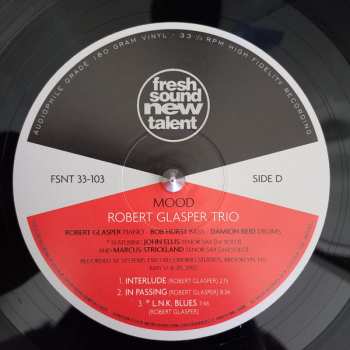 AUDIOPHILE GRADE 180 GRAM VINYL • 33 ⅓ RPM HIGH FIDELITY RECORDING
fresh
sound
new
talent
FSNT 33-103
SIDE D
MOOD
ROBERT GLASPER TRIO
ROBERT GLASPER PIANO • BOB HURST BASS • DAMION REID DRUMS
* FEATURING JOHN ELLIS TENOR SAX
AND MARCUS STRICKLAND TENOR SAX
RECORDED AT SYSTEMS TWO RECORDING STUDIOS, BROOKLYN, NY,
1. INTERLUDE (ROBERT GLASPER)
2. IN PASSING (ROBERT GLASPER)
3. * L.N.K. BLUES 7:46
(ROBERT GLASPER)